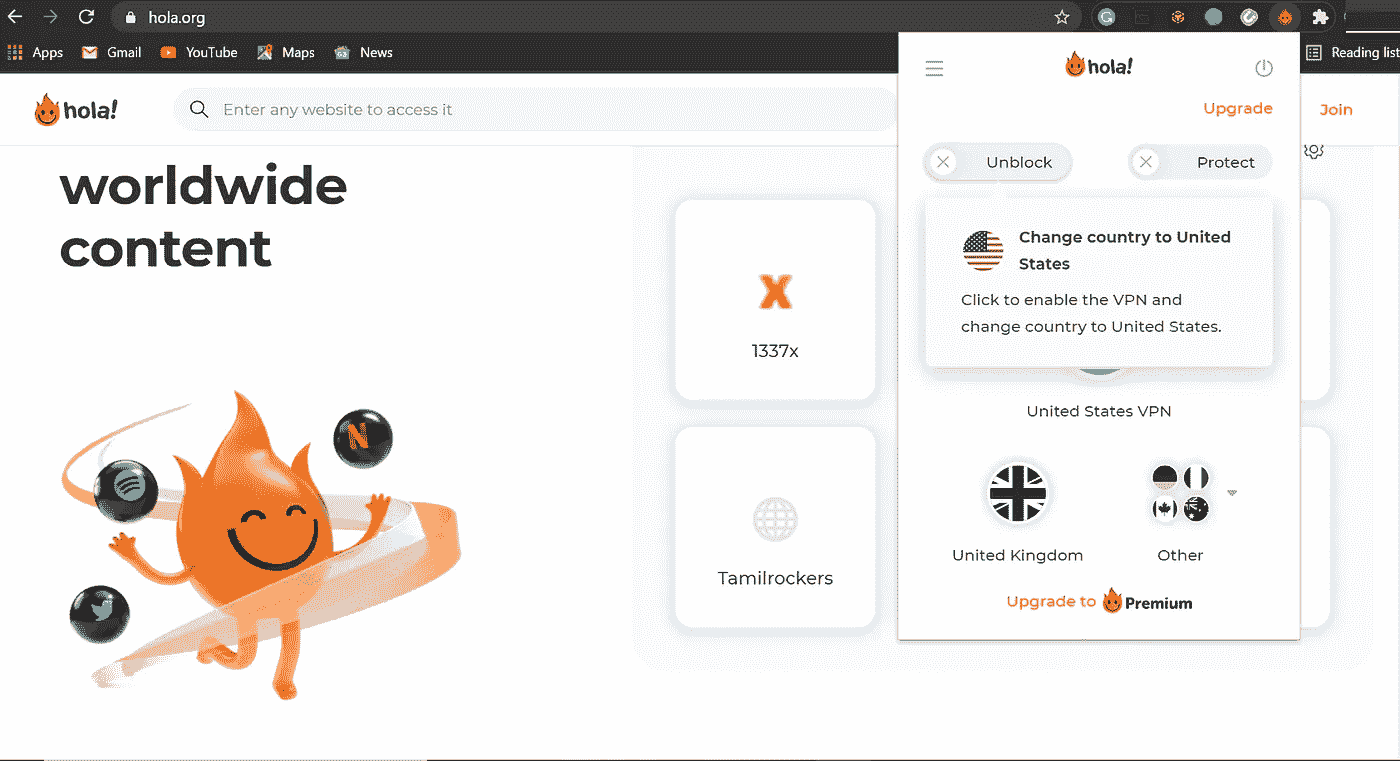 hola.org
Apps Gmail YouTube Maps News
Reading list
hola!
Enter any website to access it
Join
worldwide
content
1337x
Tamilrockers
hola!
Upgrade
Unblock Protect
Change country to United
States
Click to enable the VPN and
change country to United States.
United States VPN
United Kingdom Other
Upgrade to Premium